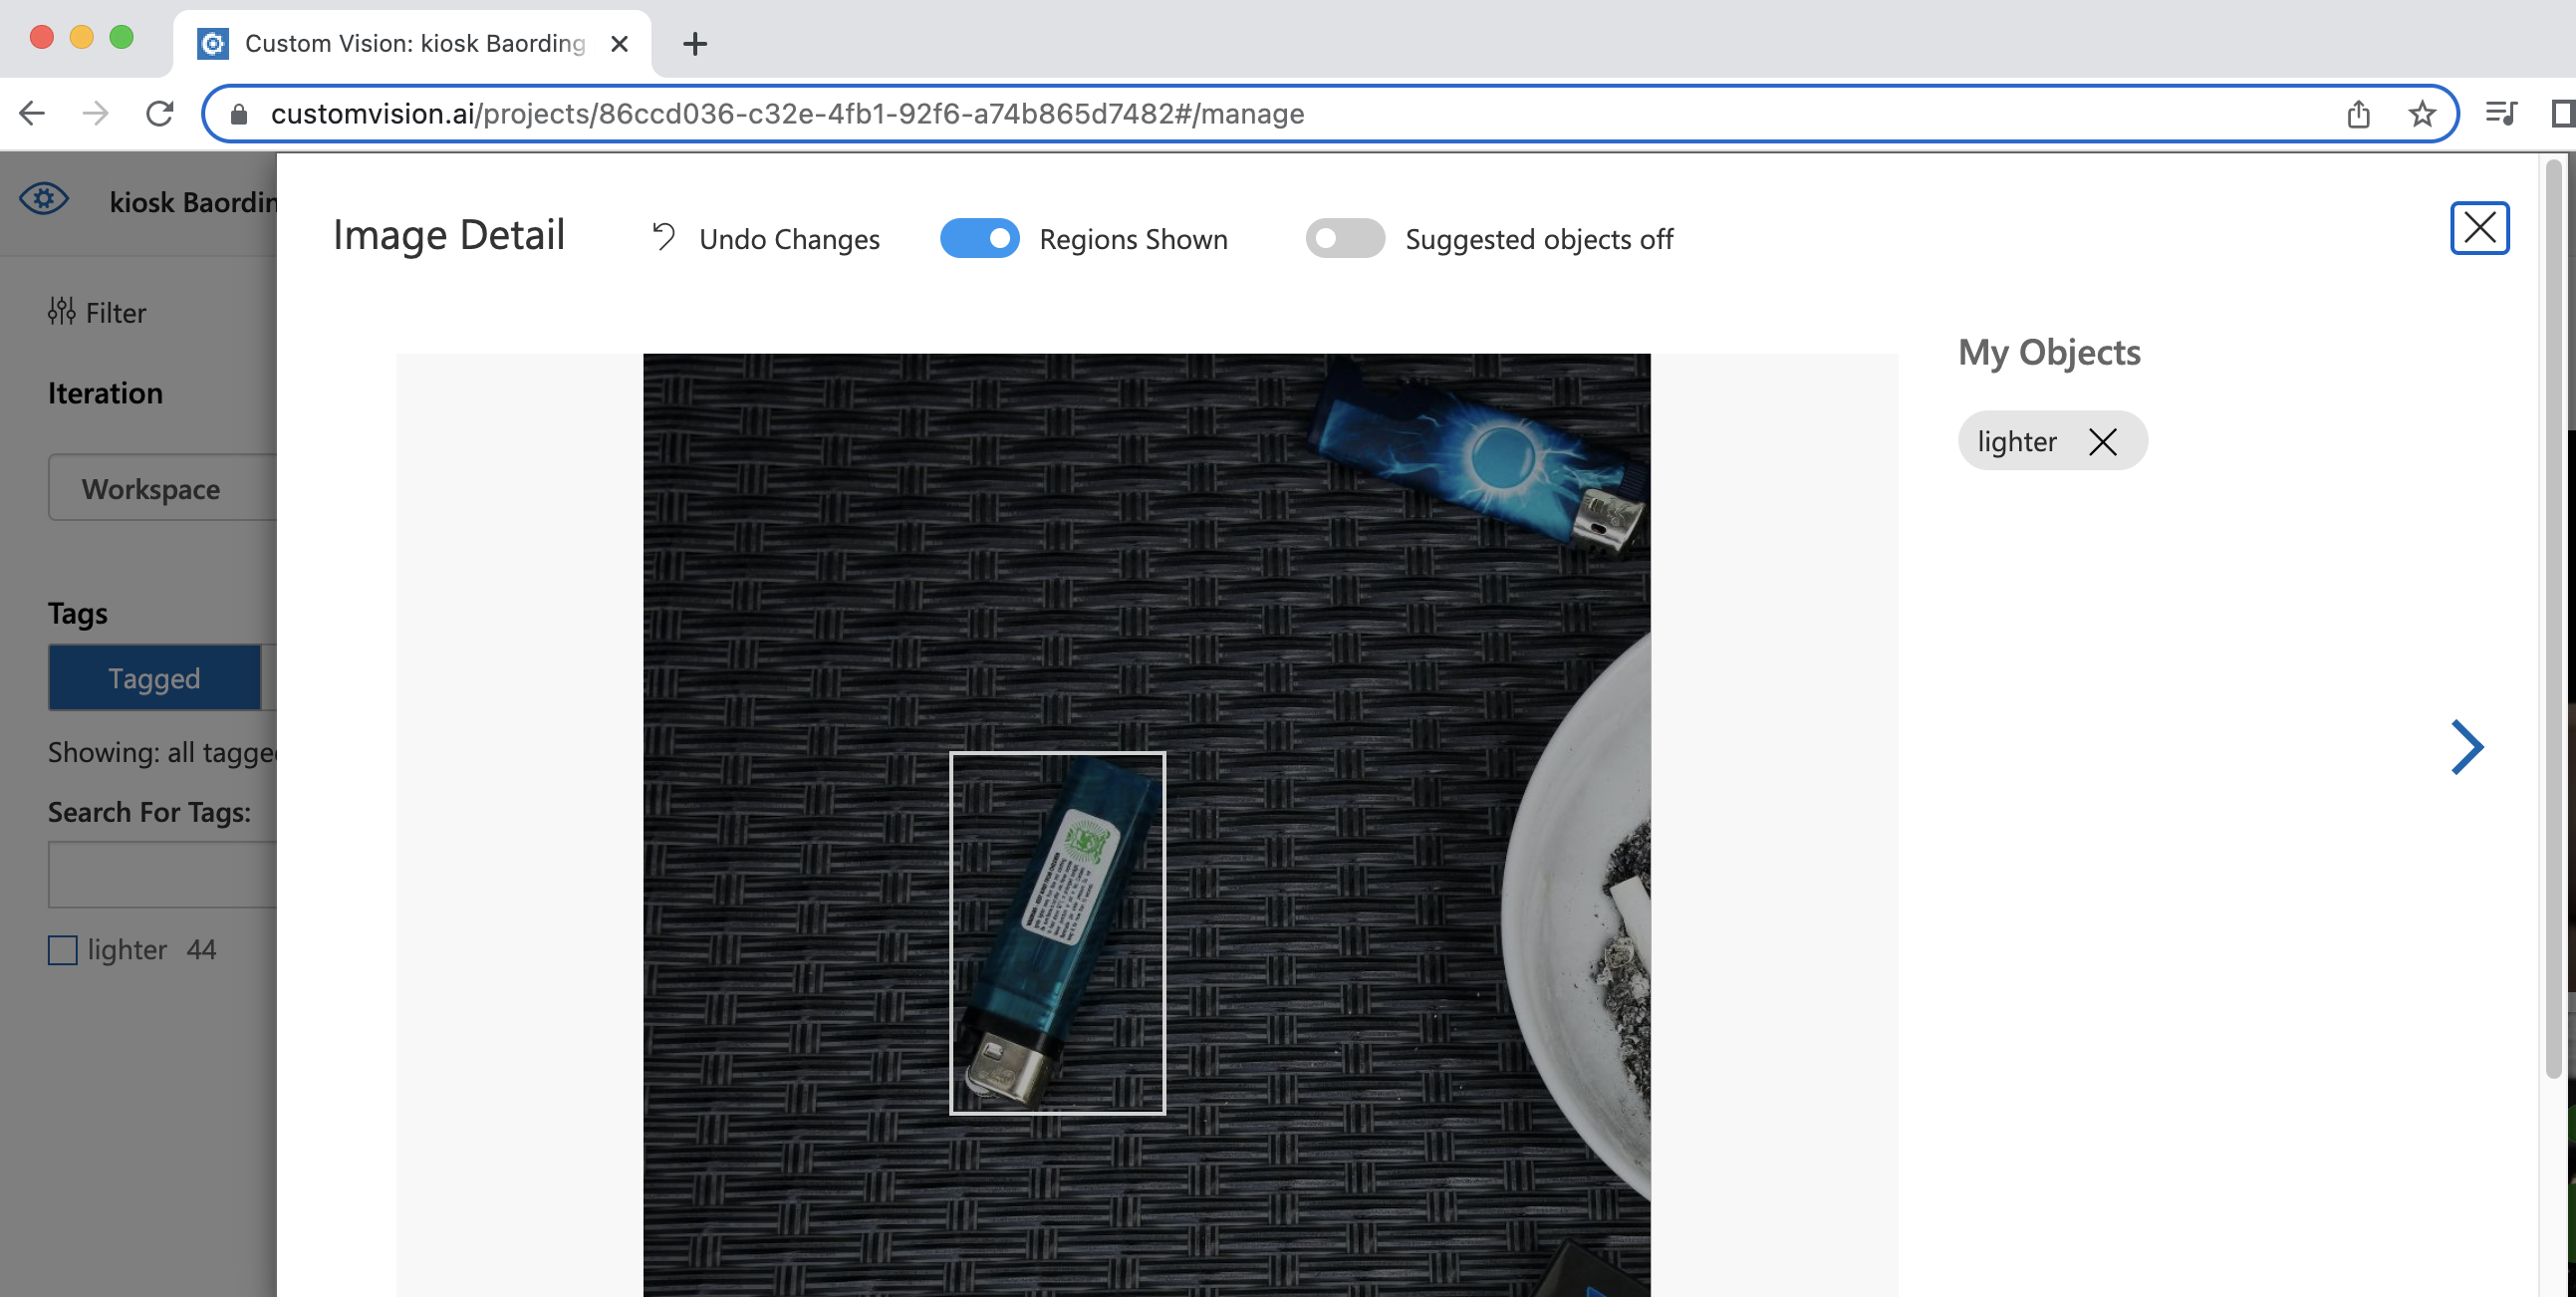 Custom Vision: kiosk Baording
customvision.ai/projects/86ccd036-c32e-4fb1-92f6-a74b865d7482#/manage
kiosk Baordin
Image Detail
Undo Changes
Regions Shown
Suggested objects off
Filter
Iteration
Workspace
Tags
Tagged
Showing: all tagged
Search For Tags:
lighter 44
My Objects
lighter